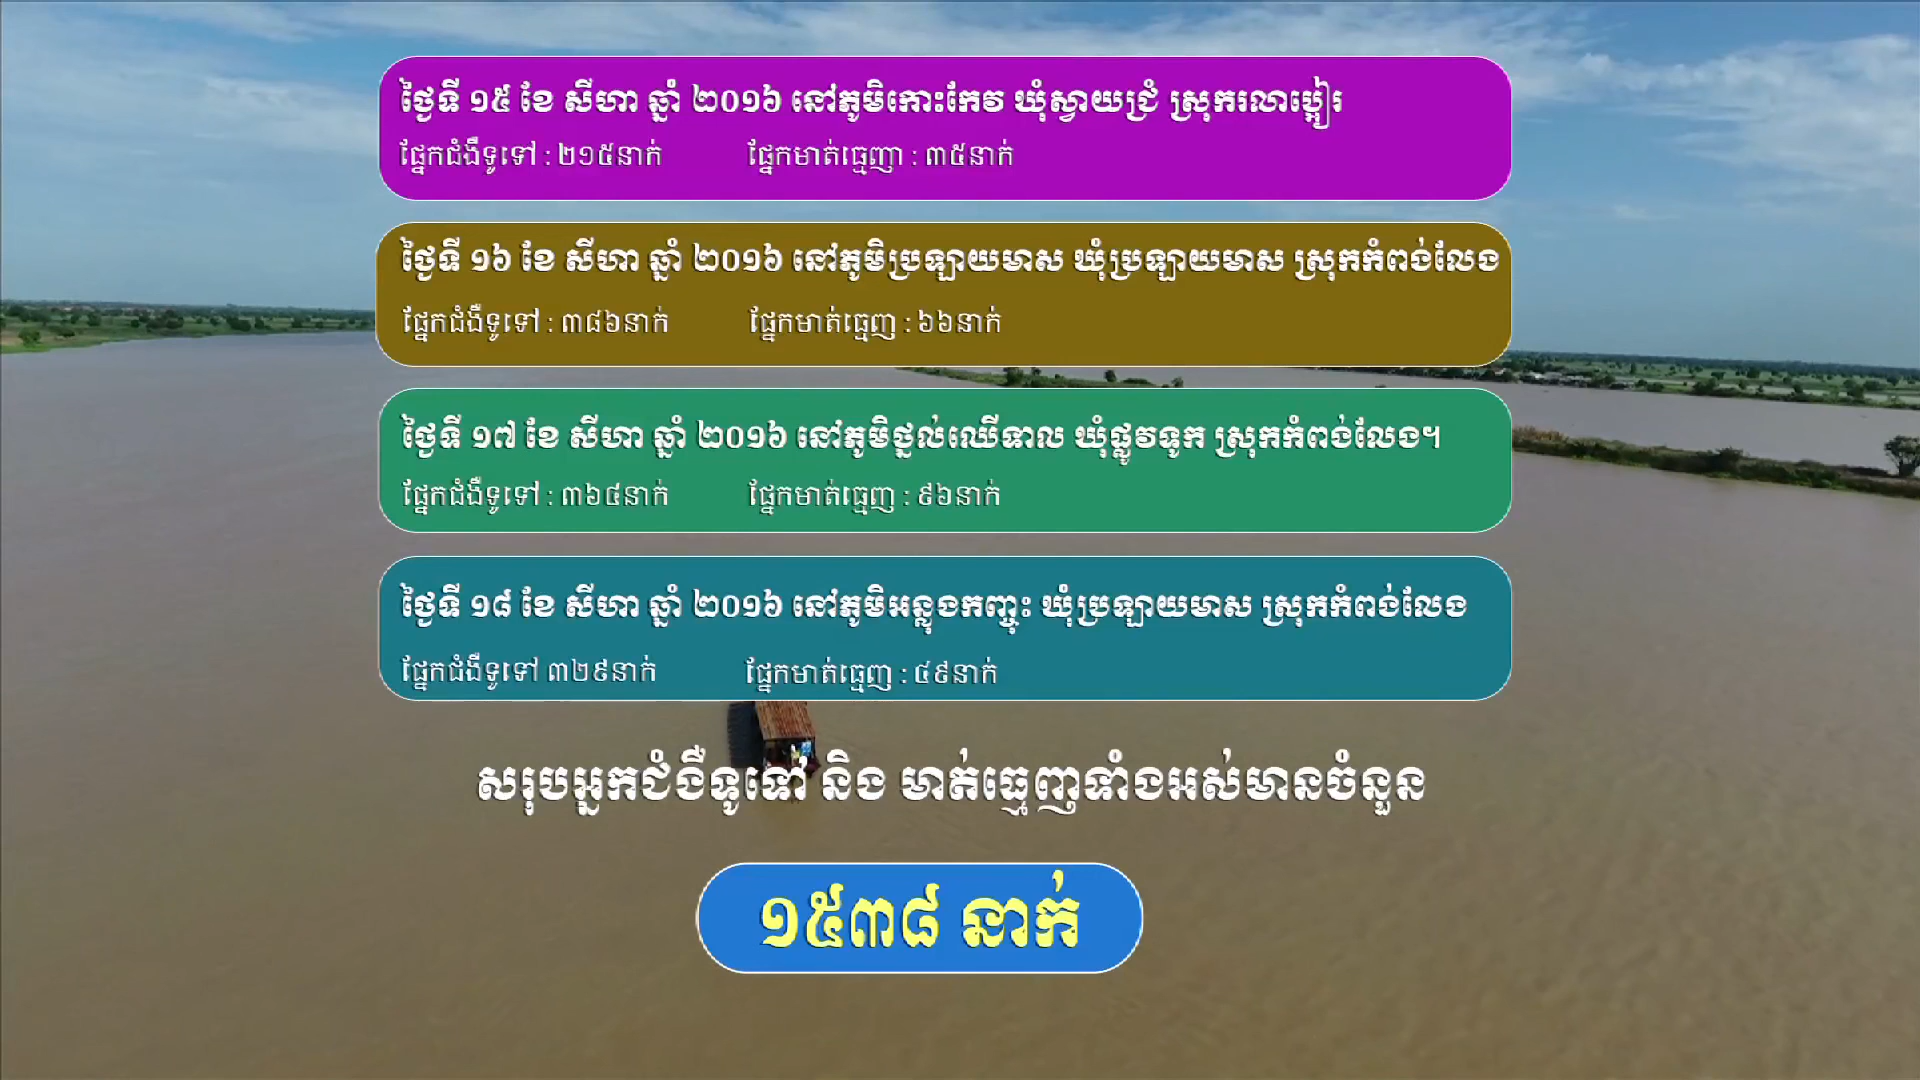 ថ្ងៃទី ១៥ ខែ សីហា ឆ្នាំ ២០១៦ នៅភូមិកោះកែវ ឃុំស្វាយជ្រំ ស្រុករលាប្អៀរ
ផ្នែកជំងឺទូទៅ : ២១៥នាក់ ផ្នែកមាត់ធ្មេញា : ៣៥នាក់
ថ្ងៃទី ១៦ ខែ សីហា ឆ្នាំ ២០១៦ នៅភូមិប្រឡាយមាស ឃុំប្រឡាយមាស ស្រុកកំពង់លែង
ផ្នែកជំងឺទូទៅ : ៣៨៦នាក់ ផ្នែកមាត់ធ្មេញ : ៦៦នាក់
ថ្ងៃទី ១៧ ខែ សីហា ឆ្នាំ ២០១៦ នៅភូមិថ្នល់ឈើទាល ឃុំផ្លូវទូក ស្រុកកំពង់លែង។
ផ្នែកជំងឺទូទៅ : ៣៦៤នាក់ ផ្នែកមាត់ធ្មេញ : ៩៦នាក់
ថ្ងៃទី ១៨ ខែ សីហា ឆ្នាំ ២០១៦ នៅភូមិអន្លុងកញ្ចុះ ឃុំប្រឡាយមាស ស្រុកកំពង់លែង
ផ្នែកជំងឺទូទៅ ៣២៩នាក់ ផ្នែកមាត់ធ្មេញ : ៤៩នាក់
សរុបអ្នកជំងឺទូទៅ និង មាត់ធ្មេញទាំងអស់មានចំនួន
១៥៣៨ នាក់